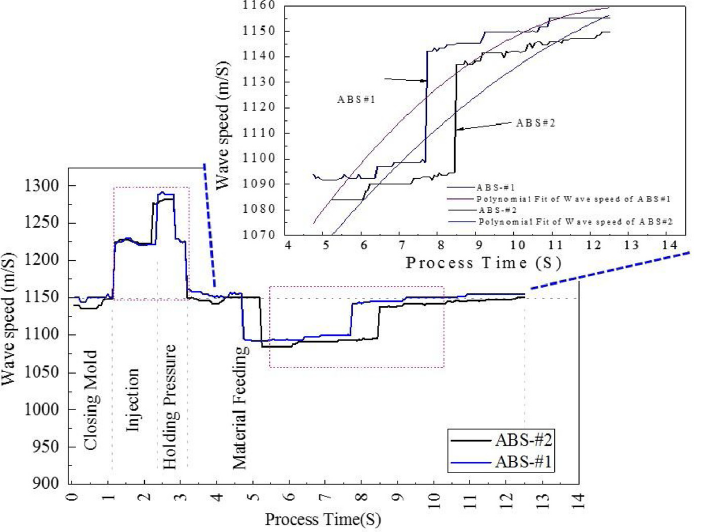 1160
1150
1140
1130
1120
1110
1100
1090
1080
1070
Wave speed (m/S)
ABS#1
ABS#2
ABS-#1
Polynomial Fit of Wave speed of ABS#1
ABS-#2
Polynomial Fit of Wave speed of ABS#2
4 5 6 7 8 9 10 11 12 13 14
Process Time (S)
1300
1250
1200
1150
1100
1050
1000
950
900
Wave speed (m/S)
Closing Mold
Injection
Holding Pressure
Material Feeding
ABS-#2
ABS-#1
0 1 2 3 4 5 6 7 8 9 10 11 12 13 14
Process Time(S)